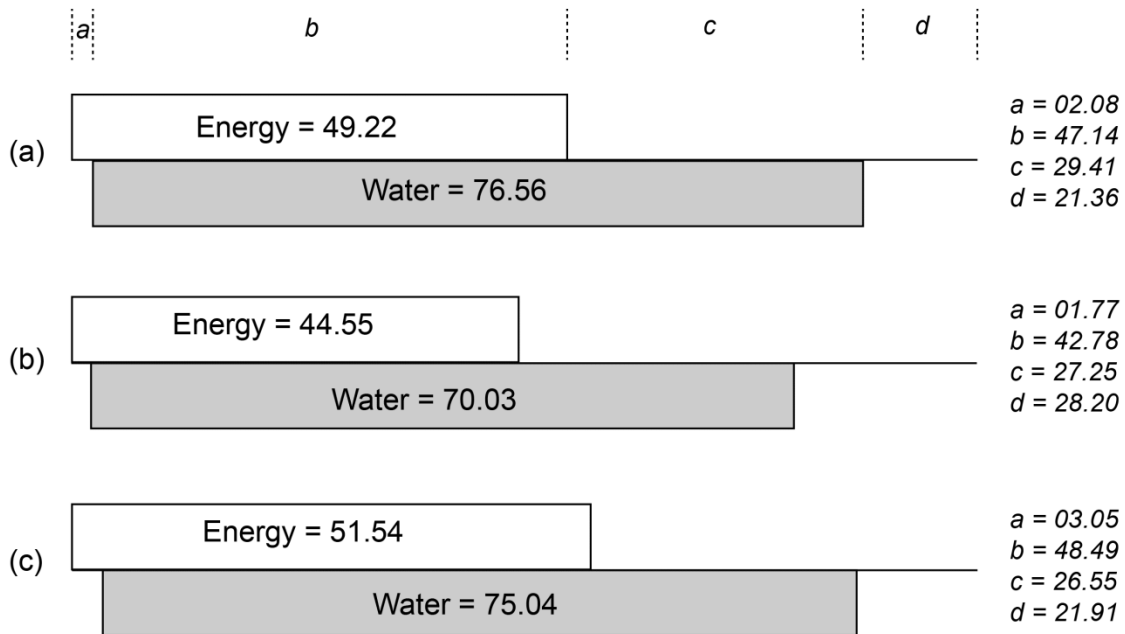 a b c d
(a)
Energy = 49.22
Water = 76.56
a = 02.08
b = 47.14
c = 29.41
d = 21.36
(b)
Energy = 44.55
Water = 70.03
a = 01.77
b = 42.78
c = 27.25
d = 28.20
(c)
Energy = 51.54
Water = 75.04
a = 03.05
b = 48.49
c = 26.55
d = 21.91